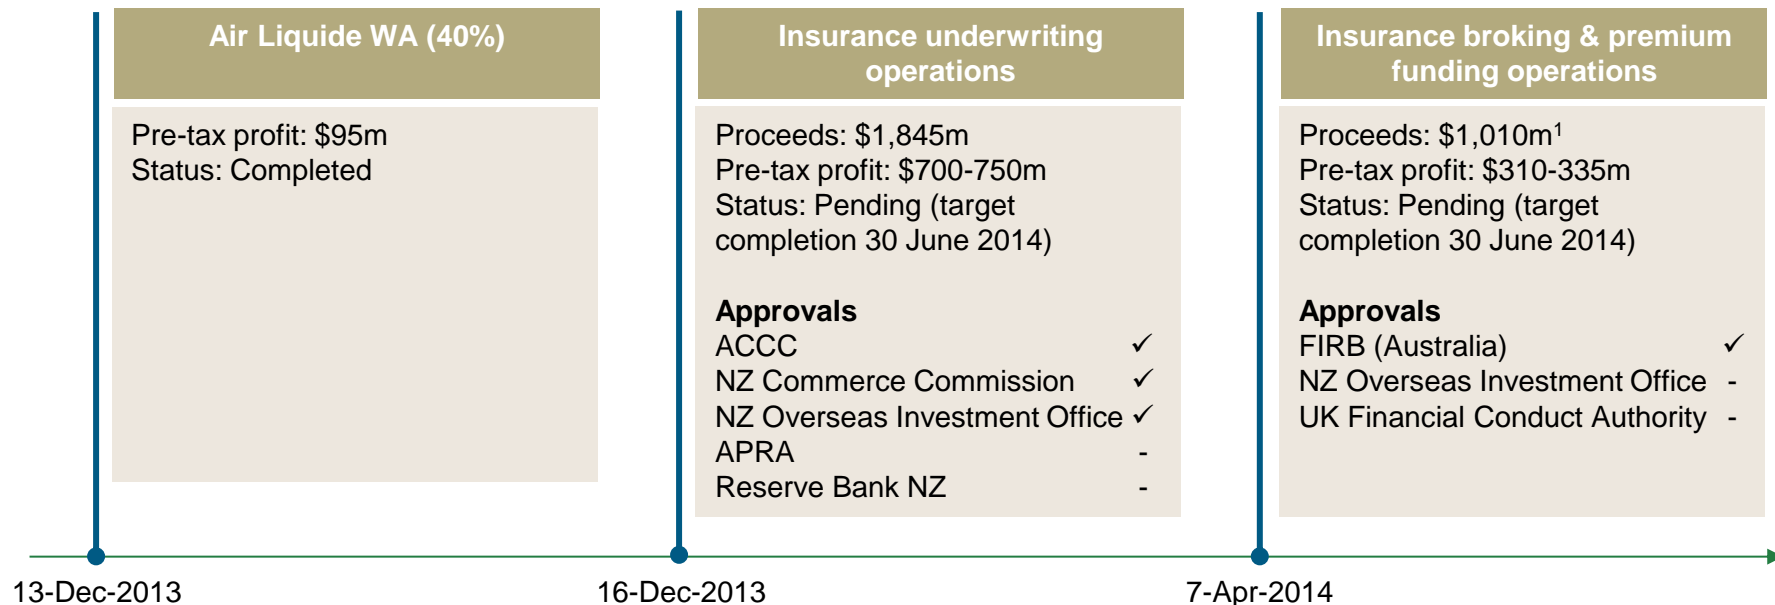 Air Liquide WA (40%)
Pre-tax profit: $95m
Status: Completed
Insurance underwriting
operations
Proceeds: $1,845m
Pre-tax profit: $700-750m
Status: Pending (target
completion 30 June 2014)
Approvals
ACCC ✓
NZ Commerce Commission ✓
NZ Overseas Investment Office ✓
APRA -
Reserve Bank NZ -
Insurance broking & premium
funding operations
Proceeds: $1,010m¹
Pre-tax profit: $310-335m
Status: Pending (target
completion 30 June 2014)
Approvals
FIRB (Australia) ✓
NZ Overseas Investment Office -
UK Financial Conduct Authority -
13-Dec-2013
16-Dec-2013
7-Apr-2014